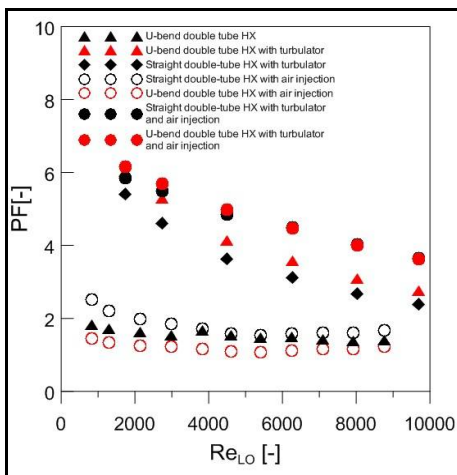 10
8
6
4
2
0
PF[-]
U-bend double tube HX
U-bend double tube HX with turbulator
Straight double-tube HX with turbulator
Straight double-tube HX with air injection
U-bend double tube HX with air injection
Straight double-tube HX with turbulator
and air injection
U-bend double tube HX with turbulator
and air injection
0 2000 4000 6000 8000 10000
Re_LO [-]